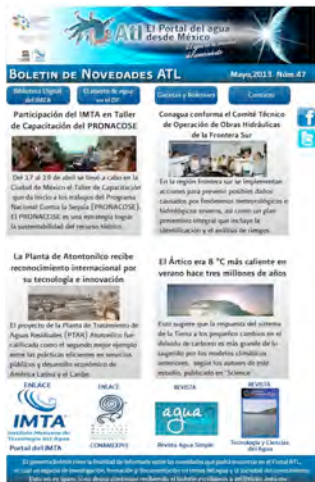 Atl El Portal del agua
desde México
BOLETIN DE NOVEDADES ATL
Mayo, 2013 Núm.47
Biblioteca Digital
del IMTA
El abasto de agua
en el DF
Gacetas y Boletines
Contacto
Participación del IMTA en Taller
de Capacitación del PRONACOSE
Del 17 al 19 de abril se llevó a cabo en la
Ciudad de México el Taller de Capacitación
que da inicio a los trabajos del Programa
Nacional Contra la Sequía (PRONACOSE).
El PRONACOSE es una estrategia lograr
la sustentabilidad del recurso hídrico.
Conagua conforma el Comité Técnico
de Operación de Obras Hidráulicas
de la Frontera Sur
En la región frontera sur se implementan
acciones para prevenir posibles daños
causados por fenómenos meteorológicos e
hidrológicos severos, así como un plan
preventivo integral que incluye la
identificación y el análisis de riesgos.
La Planta de Atontonilco recibe
reconocimiento internacional por
su tecnología e innovación
El proyecto de la Planta de Tratamiento de
Aguas Residuales (PTAR) Atotonilco fue
calificada como el segundo mejor ejemplo
entre las prácticas eficientes en servicios
públicos y desarrollo económico de
América Latina y el Caribe.
El Ártico era 8 °C más caliente en
verano hace tres millones de años
Esto sugiere que la respuesta del sistema
de la Tierra a los pequeños cambios en el
dióxido de carbono es más grande de lo
sugerido por los modelos climáticos
anteriores, según los autores de este
estudio, publicado en "Science".
ENLACE
IMTA
Instituto Mexicano de
Tecnología del Agua
Portal del IMTA
ENLACE
CONAMEXPHI
REVISTA
agua
Revista Agua Simple
REVISTA
Tecnología y Ciencias
del Agua